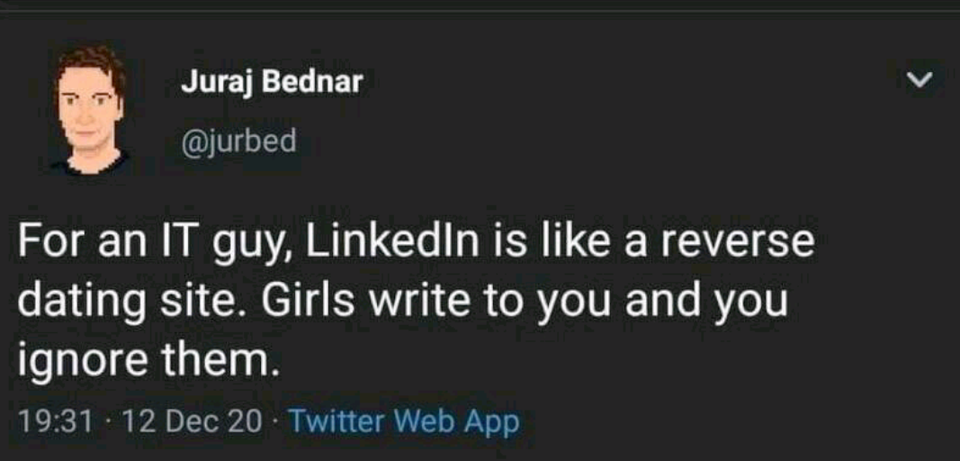 Juraj Bednar
@jurbed
For an IT guy, LinkedIn is like a reverse
dating site. Girls write to you and you
ignore them.
19:31 · 12 Dec 20 · Twitter Web App